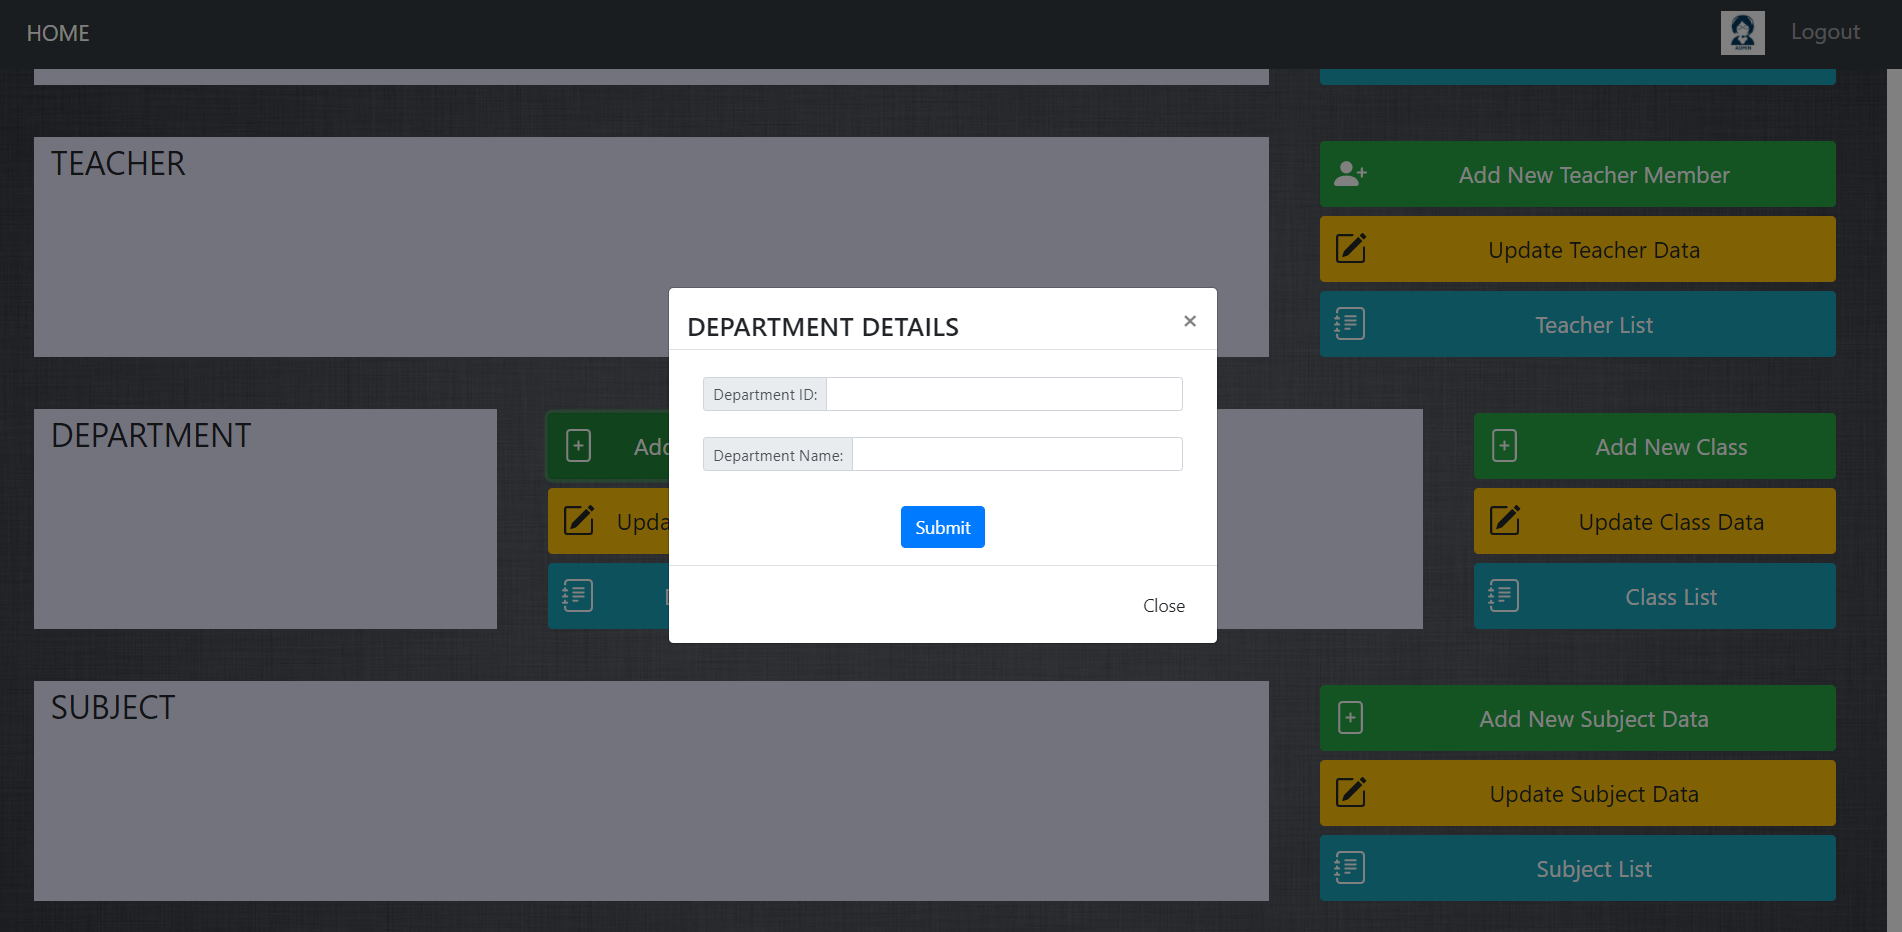 HOME
Logout
TEACHER
Add New Teacher Member
Update Teacher Data
Teacher List
DEPARTMENT DETAILS
×
Department ID:
Department Name:
Submit
Close
DEPARTMENT
Add New Class
Update Class Data
Class List
SUBJECT
Add New Subject Data
Update Subject Data
Subject List